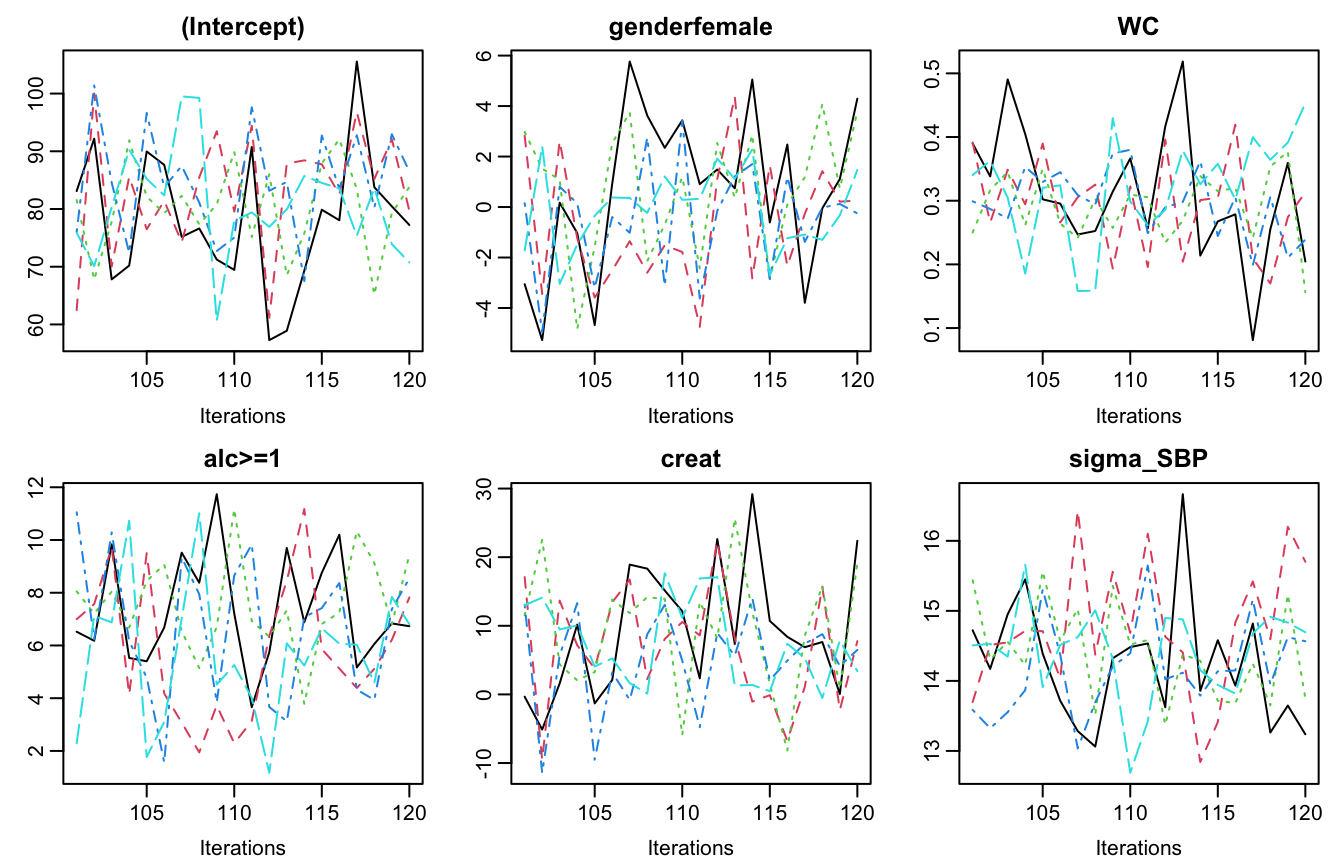 (Intercept)
genderfemale
WC
100
90
80
70
60
6
4
2
0
-2
-4
0.5
0.4
0.3
0.2
0.1
105 110 115 120
105 110 115 120
105 110 115 120
Iterations
Iterations
Iterations
alc>=1
creat
sigma_SBP
12
10
8
6
4
2
30
20
10
0
-10
16
15
14
13
105 110 115 120
105 110 115 120
105 110 115 120
Iterations
Iterations
Iterations